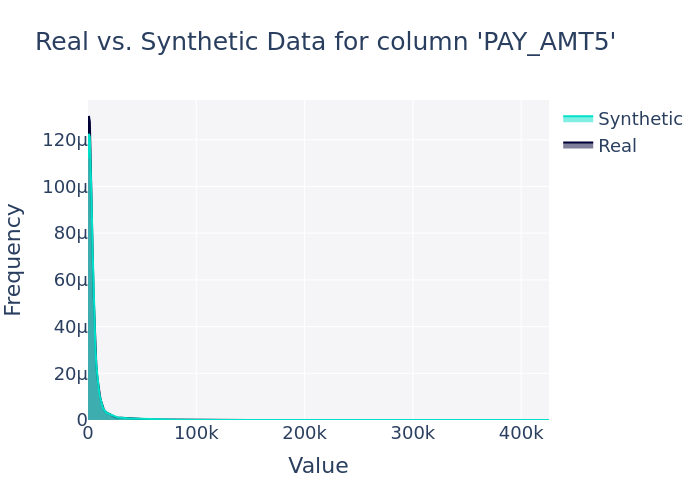 Real vs. Synthetic Data for column 'PAY_AMT5'
Synthetic
Real
Frequency
120μ
100μ
80μ
60μ
40μ
20μ
0
0
100k
200k
300k
400k
Value